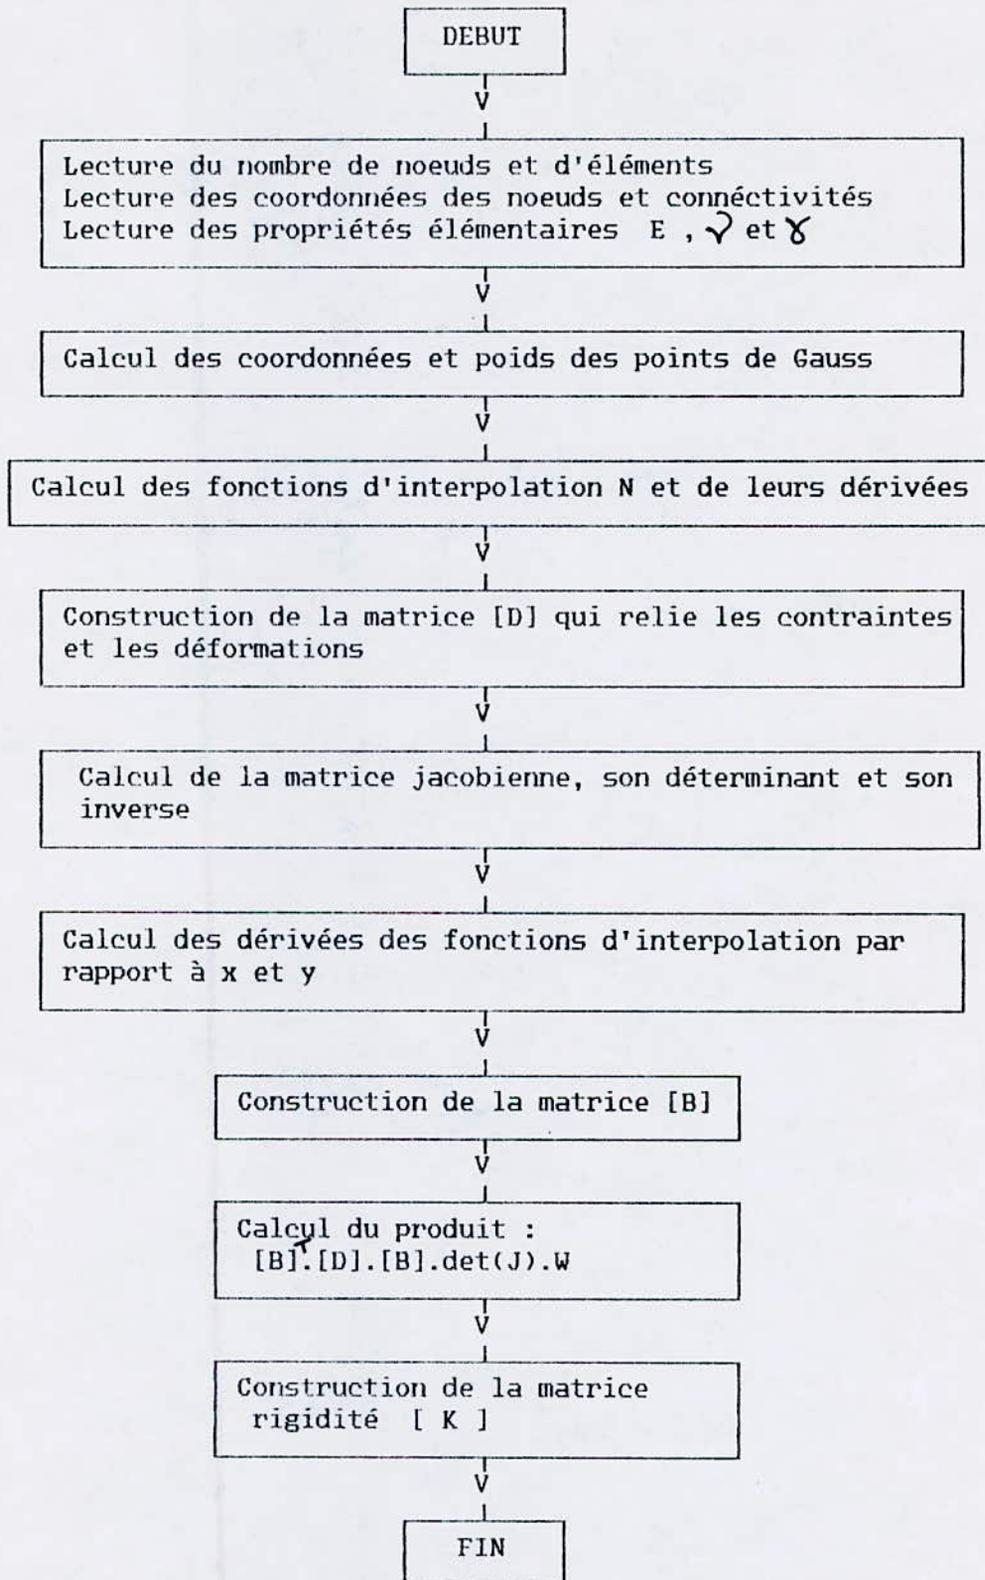 DEBUT
Lecture du nombre de noeuds et d'éléments
Lecture des coordonnées des noeuds et connéctivités
Lecture des propriétés élémentaires E , ν et γ
Calcul des coordonnées et poids des points de Gauss
Calcul des fonctions d'interpolation N et de leurs dérivées
Construction de la matrice [D] qui relie les contraintes
et les déformations
Calcul de la matrice jacobienne, son déterminant et son
inverse
Calcul des dérivées des fonctions d'interpolation par
rapport à x et y
Construction de la matrice [B]
Calcul du produit :
[B]ᵀ.[D].[B].det(J).W
Construction de la matrice
rigidité [ K ]
FIN